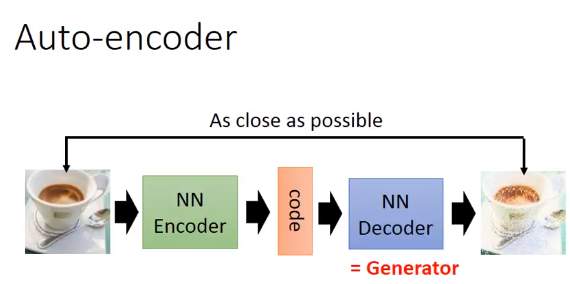 Auto-encoder
As close as possible
NN
Encoder
code
NN
Decoder
= Generator